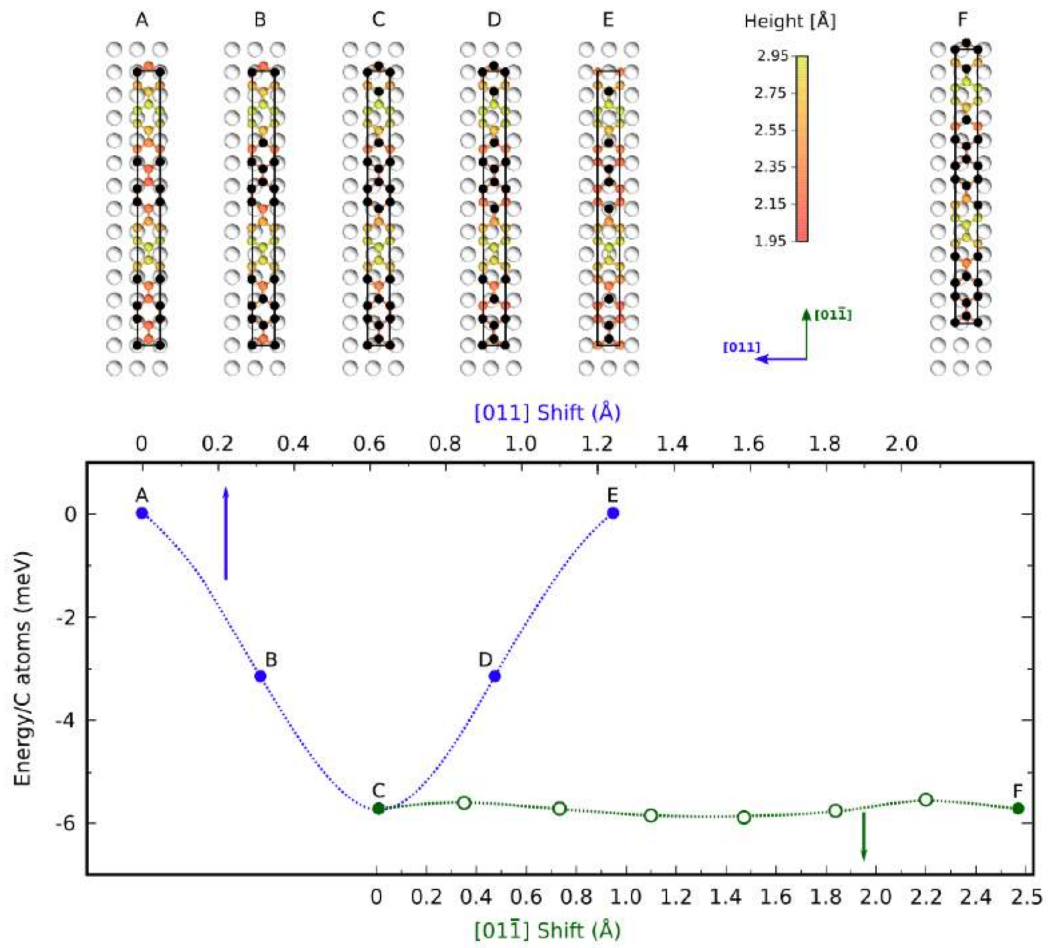 A B C D E Height [Å] F
2.95
2.75
2.55
2.35
2.15
1.95
[011̄]
[011]
[011] Shift (Å)
0 0.2 0.4 0.6 0.8 1.0 1.2 1.4 1.6 1.8 2.0
A E
0
B D
-2
-4
C F
-6
Energy/C atoms (meV)
0 0.2 0.4 0.6 0.8 1.0 1.2 1.4 1.6 1.8 2.0 2.2 2.4 2.5
[011̄] Shift (Å)